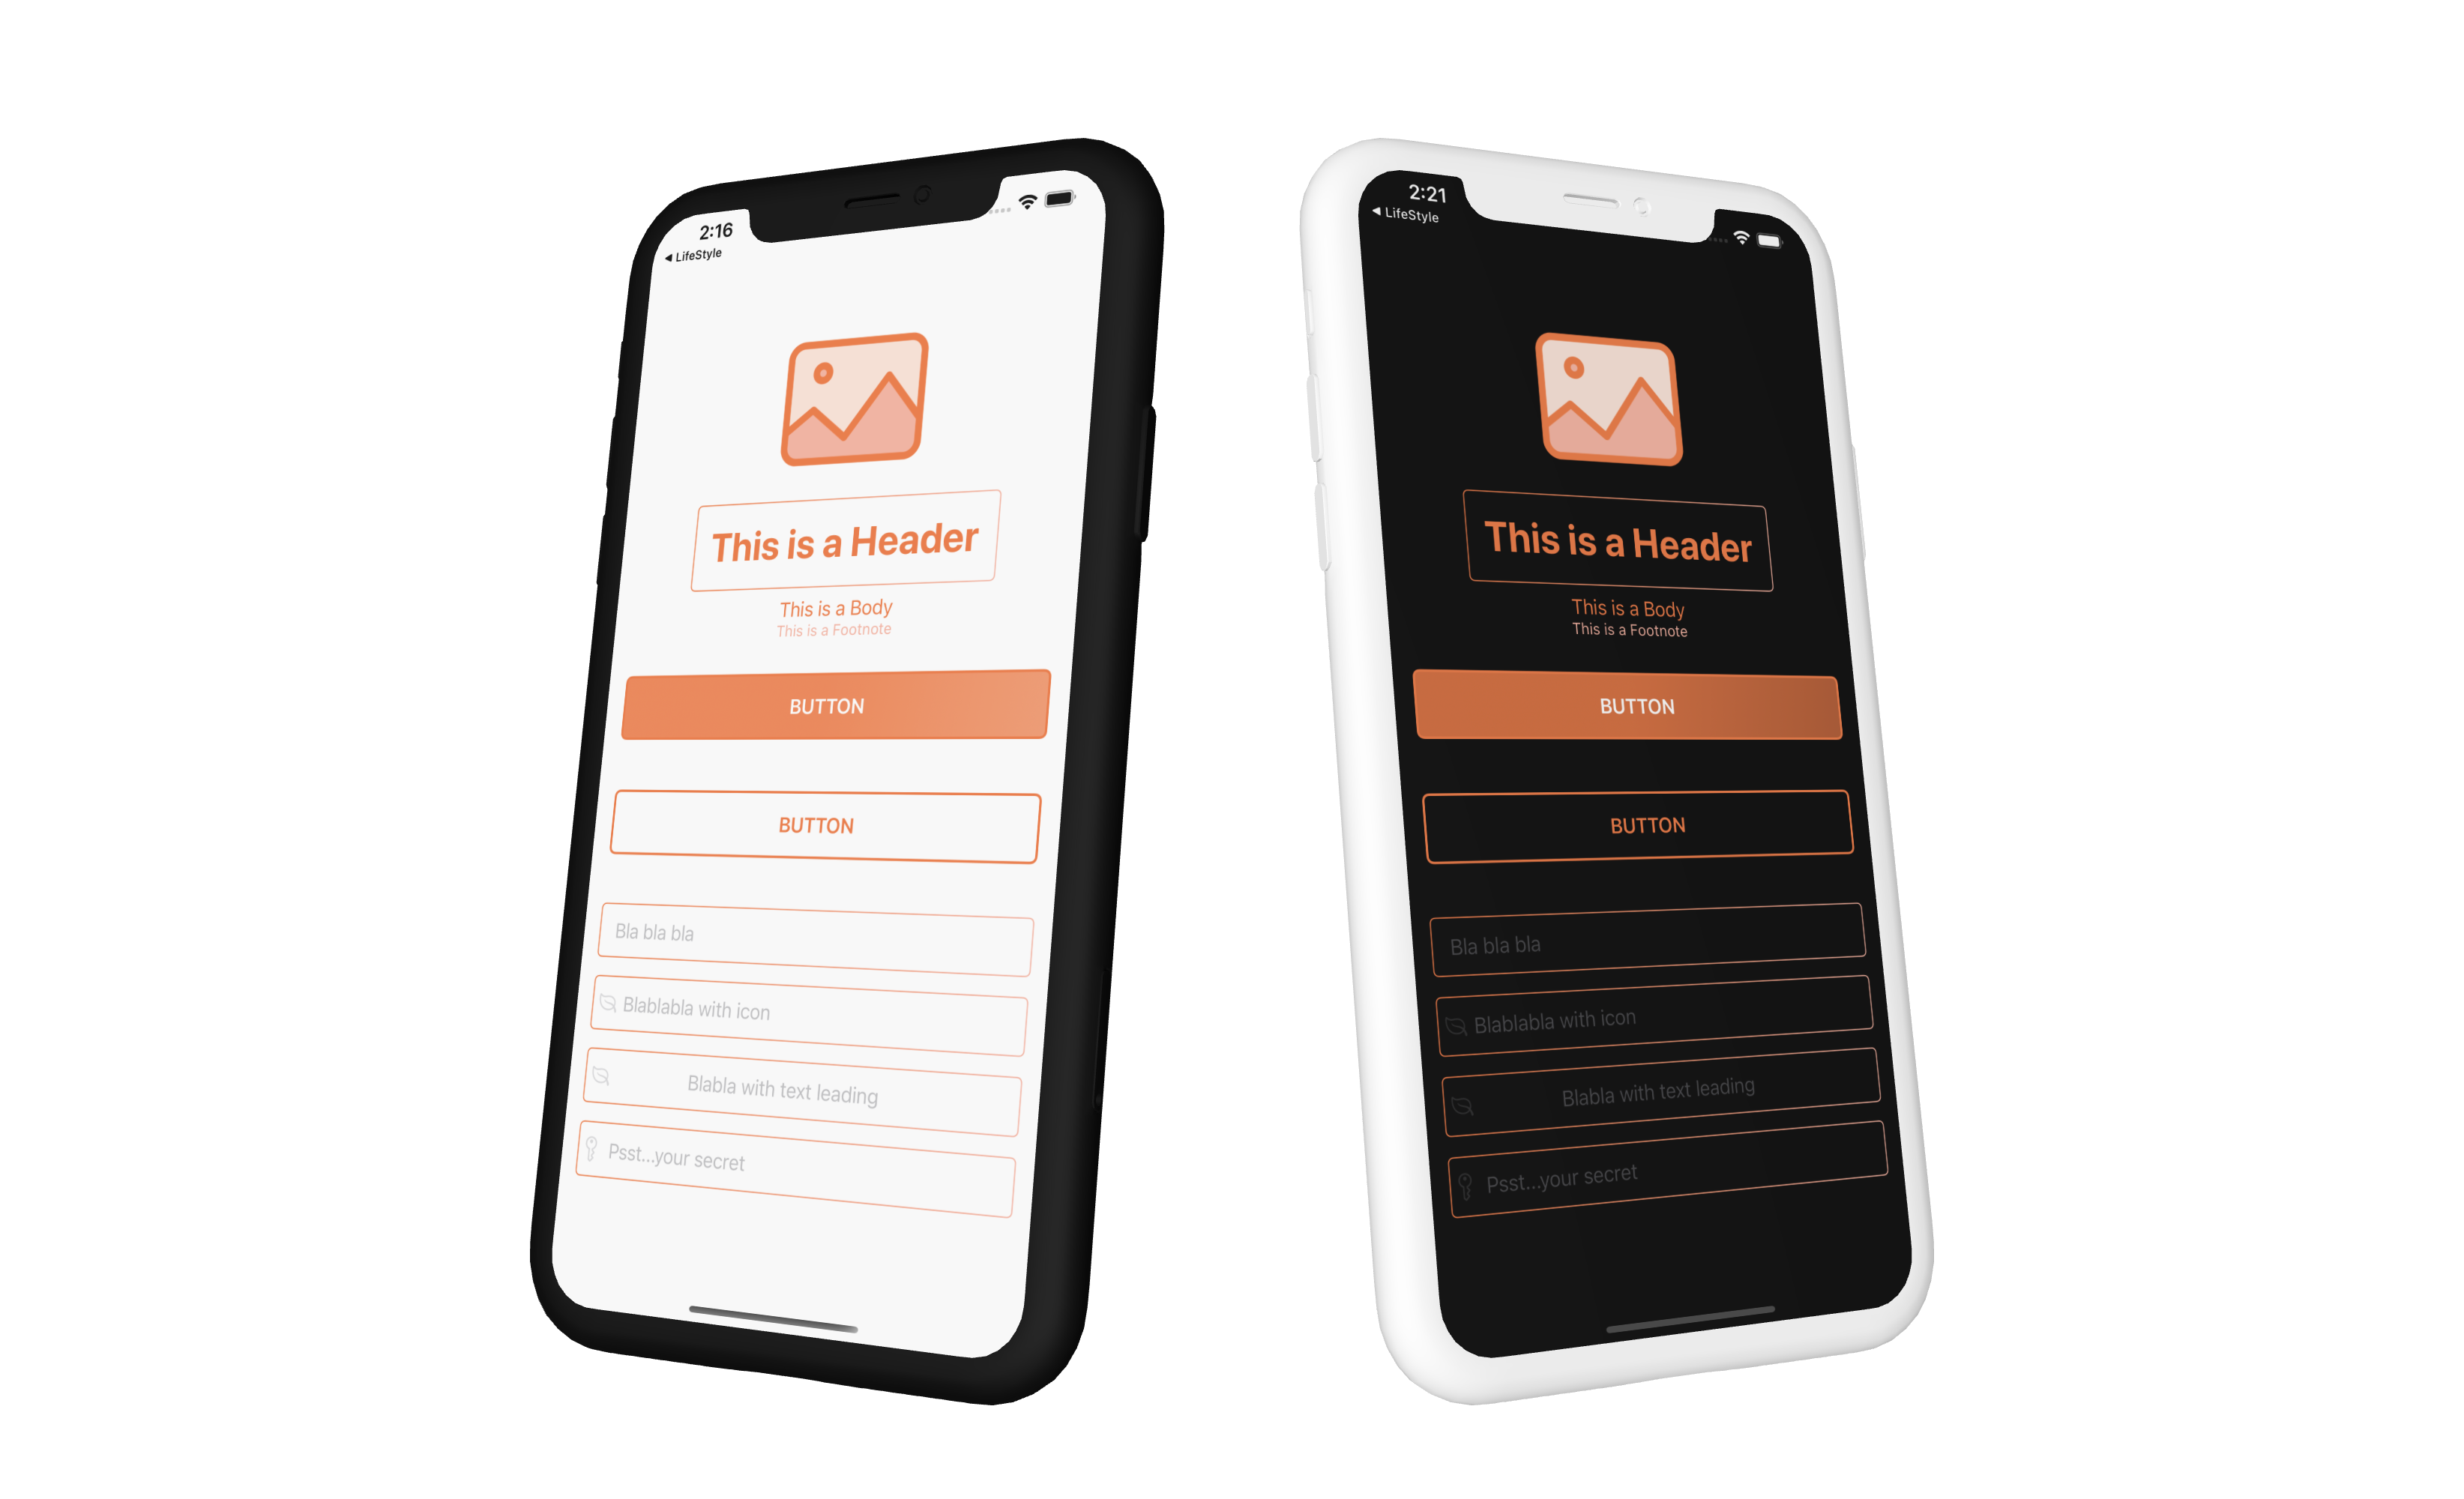 2:16
LifeStyle
This is a Header
This is a Body
This is a Footnote
BUTTON
BUTTON
Bla bla bla
Blablabla with icon
Blabla with text leading
Psst...your secret
2:21
LifeStyle
This is a Header
This is a Body
This is a Footnote
BUTTON
BUTTON
Bla bla bla
Blablabla with icon
Blabla with text leading
Psst...your secret